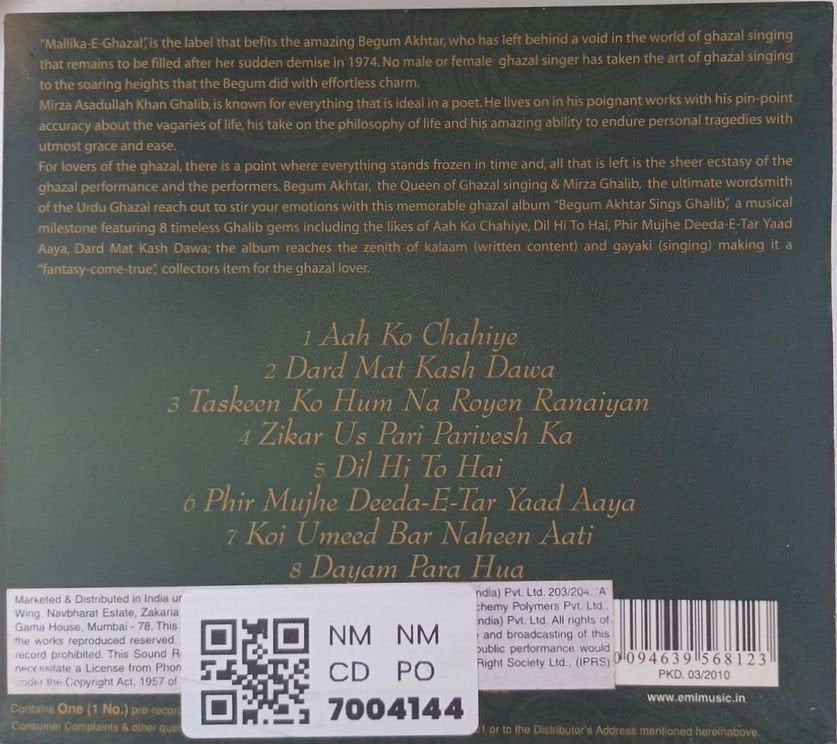 "Mallika-E-Ghazal", is the label that befits the amazing Begum Akhtar, who has left behind a void in the world of ghazal singing
that remains to be filled after her sudden demise in 1974. No male or female ghazal singer has taken the art of ghazal singing
to the soaring heights that the Begum did with effortless charm.
Mirza Asadullah Khan Ghalib, is known for everything that is ideal in a poet. He lives on in his poignant works with his pin-point
accuracy about the vagaries of life, his take on the philosophy of life and his amazing ability to endure personal tragedies with
utmost grace and ease.
For lovers of the ghazal, there is a point where everything stands frozen in time and, all that is left is the sheer ecstasy of the
ghazal performance and the performers. Begum Akhtar, the Queen of Ghazal singing & Mirza Ghalib, the ultimate wordsmith
of the Urdu Ghazal reach out to stir your emotions with this memorable ghazal album "Begum Akhtar Sings Ghalib", a musical
milestone featuring 8 timeless Ghalib gems including the likes of Aah Ko Chahiye, Dil Hi To Hai, Phir Mujhe Deeda-E-Tar Yaad
Aaya, Dard Mat Kash Dawa; the album reaches the zenith of kalaam (written content) and gayaki (singing) making it a
"fantasy-come-true", collectors item for the ghazal lover.
1 Aah Ko Chahiye
2 Dard Mat Kash Dawa
3 Taskeen Ko Hum Na Royen Ranaiyan
4 Zikar Us Pari Parivesh Ka
5 Dil Hi To Hai
6 Phir Mujhe Deeda-E-Tar Yaad Aaya
7 Koi Umeed Bar Naheen Aati
8 Dayam Para Hua
Marketed & Distributed in India ndia) Pvt. Ltd. 203/204, 'A'
Wing, Navbharat Estate, Zakaria chemy Polymers Pvt. Ltd.,
Gama House, Mumbai - 78. This ndia) Pvt. Ltd. All rights of
the works reproduced reserved. and broadcasting of this
record prohibited. This Sound public performance would
necessitate a License from Phon Right Society Ltd., (IPRS)
under the Copyright Act, 1957 of
NM NM
CD PO
7004144
0 094639 568123
PKD. 03/2010
www.emimusic.in
Contains One (1 No.) pre-record
Consumer Complaints & other que 1 or to the Distributor's Address mentioned hereinabove.